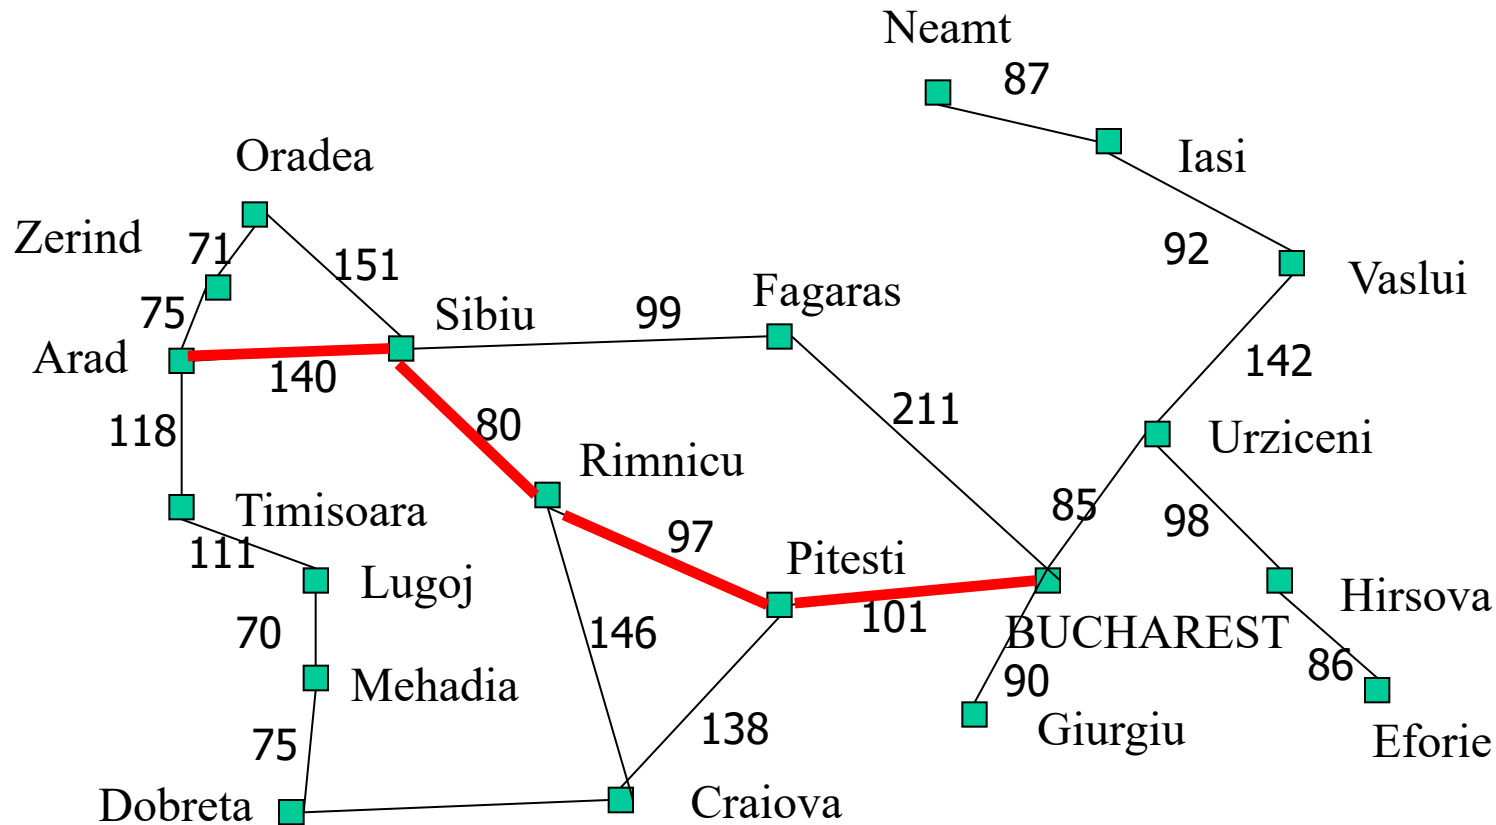 Neamt
87
Oradea
Iasi
Zerind
71
151
92
Vaslui
75
Sibiu
99
Fagaras
Arad
140
142
118
80
211
Urziceni
Rimnicu
Timisoara
85
98
111
97
Pitesti
Lugoj
Hirsova
101
70
146
BUCHAREST
86
Mehadia
90
138
Giurgiu
75
Eforie
Dobreta
Craiova